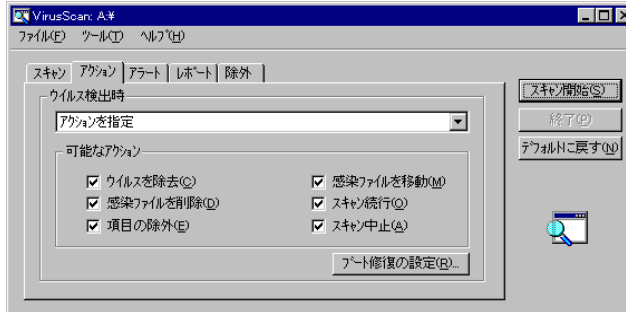 VirusScan: A:¥
ﾌｧｲﾙ(F) ﾂｰﾙ(T) ﾍﾙﾌﾟ(H)
ｽｷｬﾝ ｱｸｼｮﾝ ｱﾗｰﾄ ﾚﾎﾟｰﾄ 除外
ｳｲﾙｽ検出時
ｱｸｼｮﾝを指定
可能なｱｸｼｮﾝ
ｳｲﾙｽを除去(C)
感染ﾌｧｲﾙを移動(M)
感染ﾌｧｲﾙを削除(D)
ｽｷｬﾝ続行(O)
項目の除外(E)
ｽｷｬﾝ中止(A)
ﾌﾞｰﾄ修復の設定(R)...
ｽｷｬﾝ開始(S)
終了(P)
ﾃﾞﾌｫﾙﾄに戻す(N)